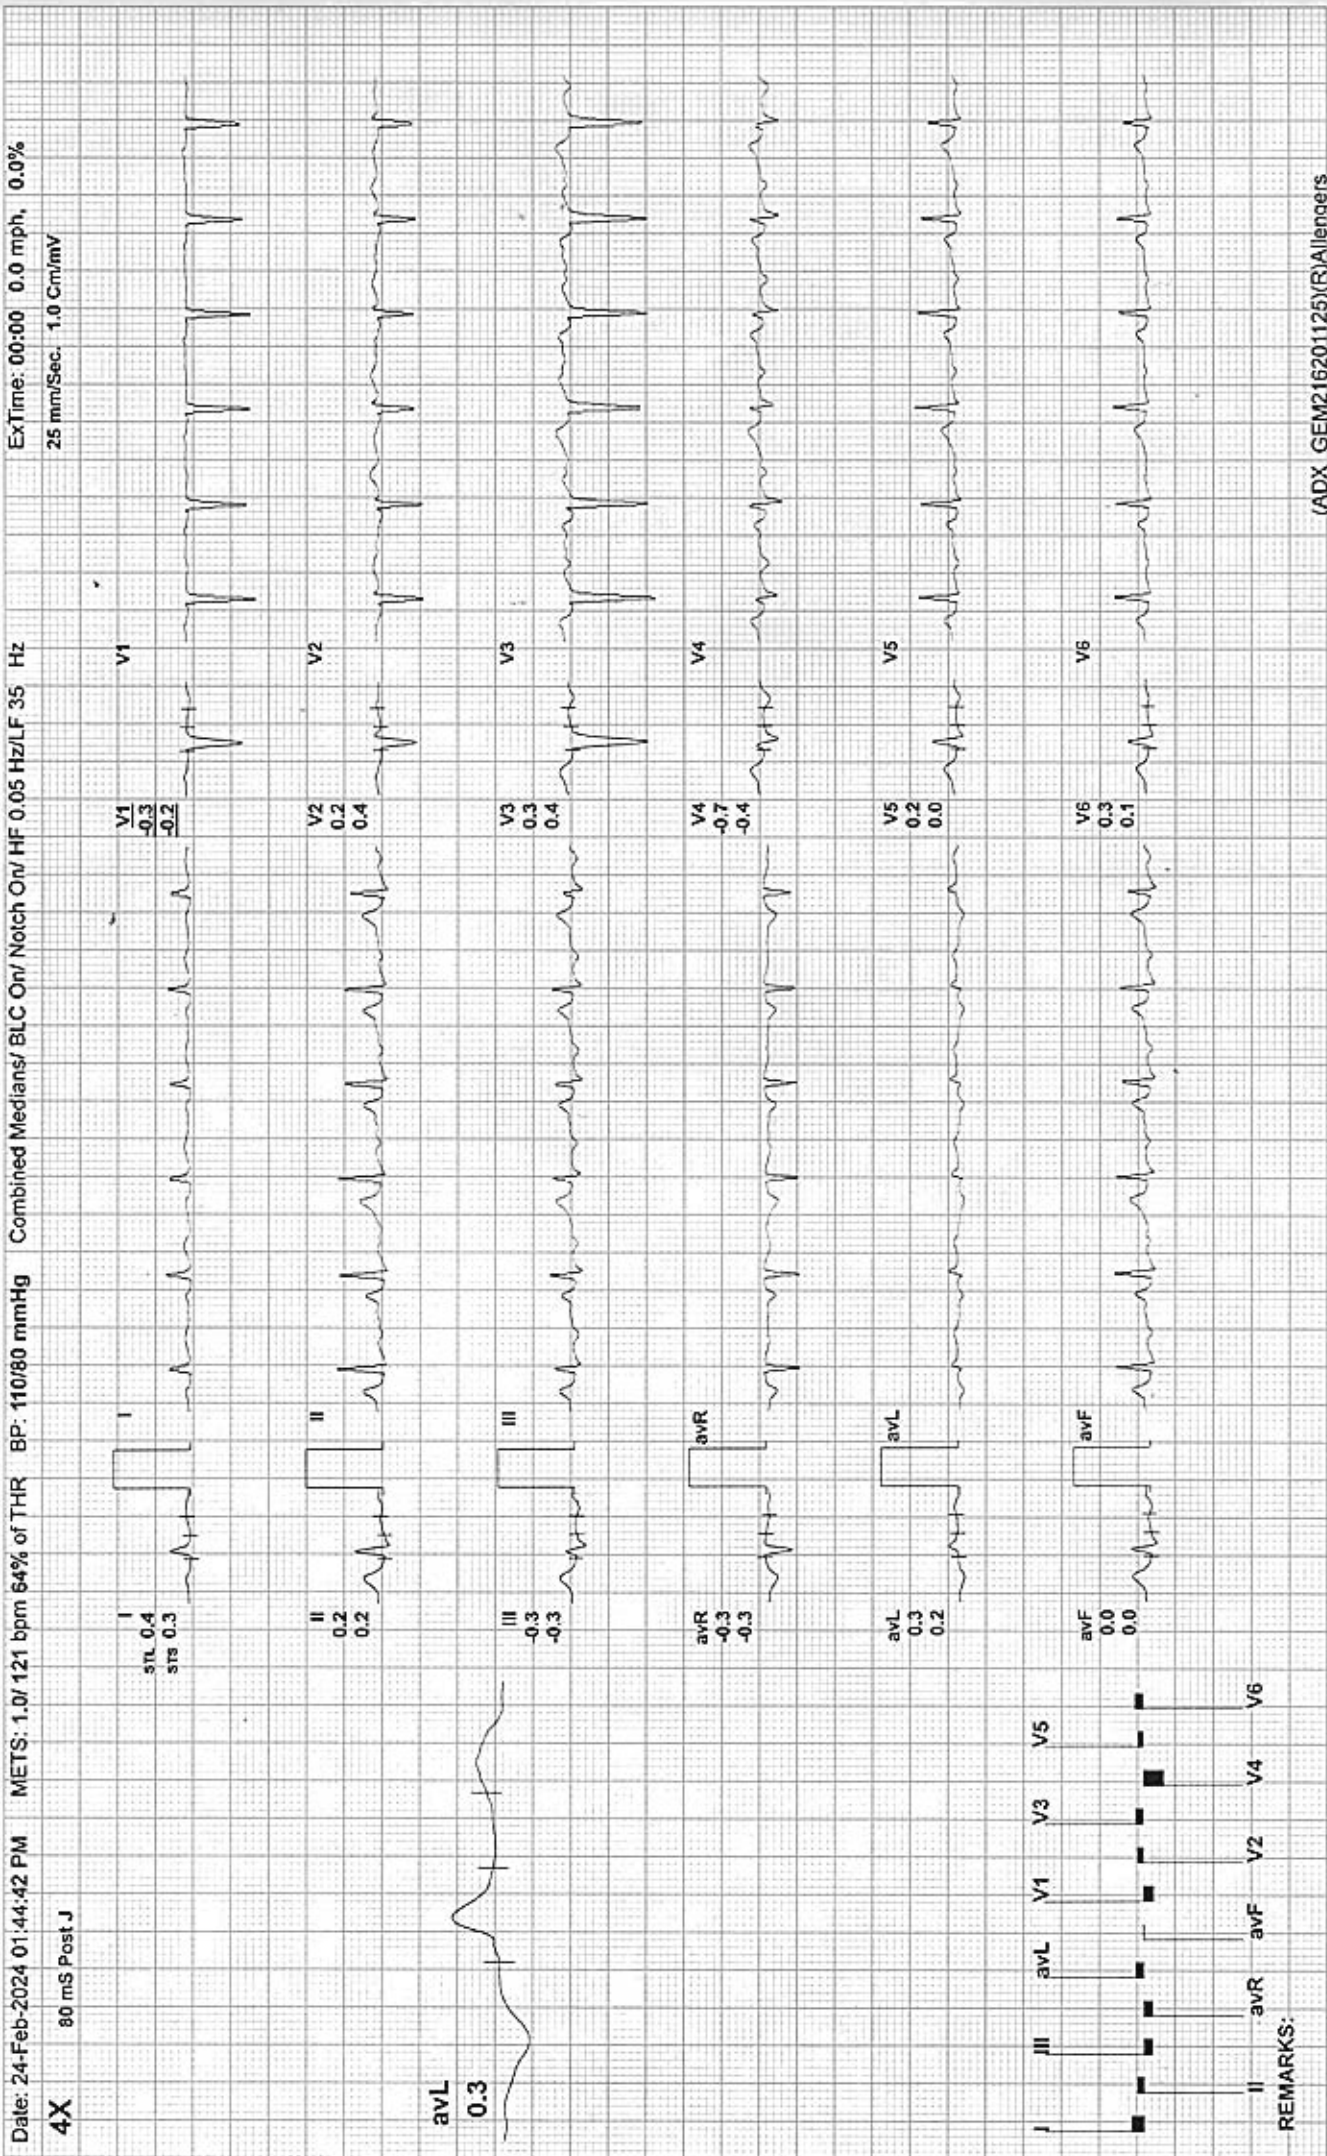 Date: 24-Feb-2024 01:44:42 PM METS: 1.0/ 121 bpm 64% of THR BP: 110/80 mmHg Combined Medians/ BLC On/ Notch On/ HF 0.05 Hz/LF 35 Hz ExTime: 00:00 0.0 mph, 0.0%
4X 80 mS Post J 25 mm/Sec. 1.0 Cm/mV
I
STL 0.4
STS 0.3
I
V1
-0.3
-0.2
V1
II
0.2
0.2
II
V2
0.2
0.4
V2
avL
0.3
III
-0.3
-0.3
III
V3
0.3
0.4
V3
avR
-0.3
-0.3
avR
V4
-0.7
-0.4
V4
avL
0.3
0.2
avL
V5
0.2
0.0
V5
avF
0.0
0.0
avF
V6
0.3
0.1
V6
I III avL V1 V3 V5
II avR avF V2 V4 V6
REMARKS:
(ADX_GEM216201125)(R)Allengers